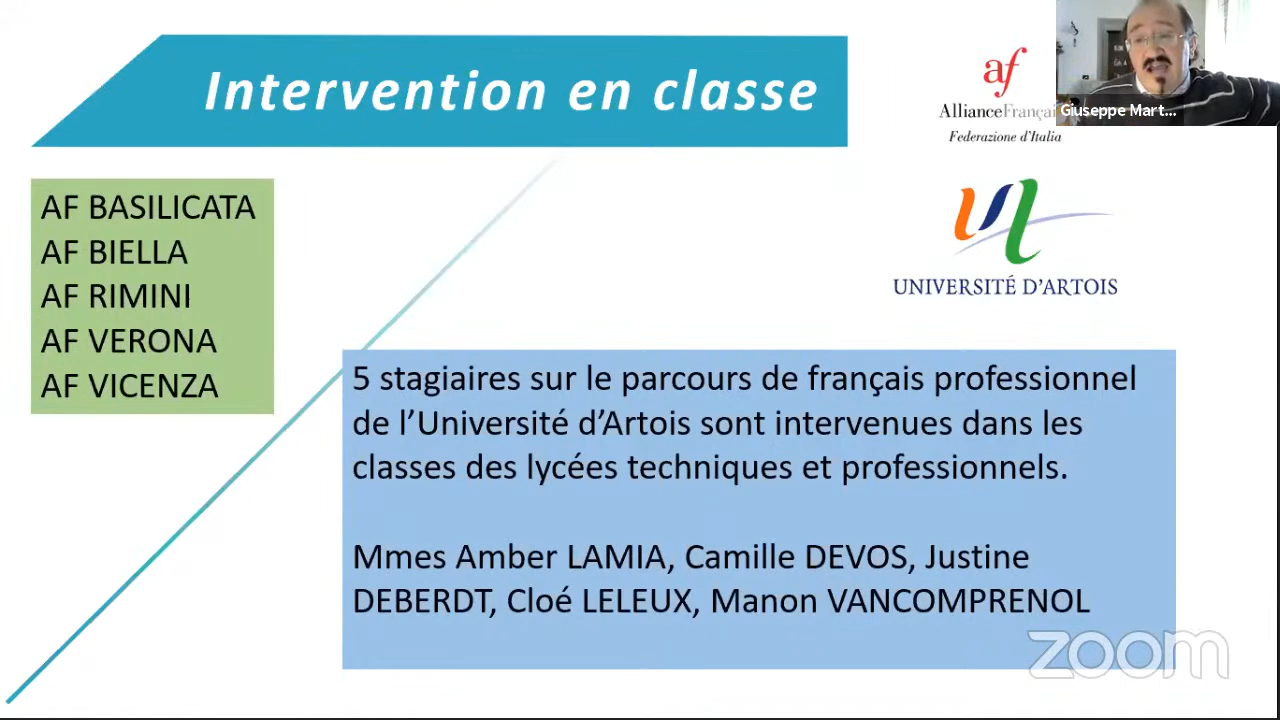 Intervention en classe
af
AllianceFrançai
Federazione d'Italia
Giuseppe Mart...
UNIVERSITÉ D'ARTOIS
AF BASILICATA
AF BIELLA
AF RIMINI
AF VERONA
AF VICENZA
5 stagiaires sur le parcours de français professionnel
de l'Université d'Artois sont intervenues dans les
classes des lycées techniques et professionnels.
Mmes Amber LAMIA, Camille DEVOS, Justine
DEBERDT, Cloé LELEUX, Manon VANCOMPRENOL
zoom